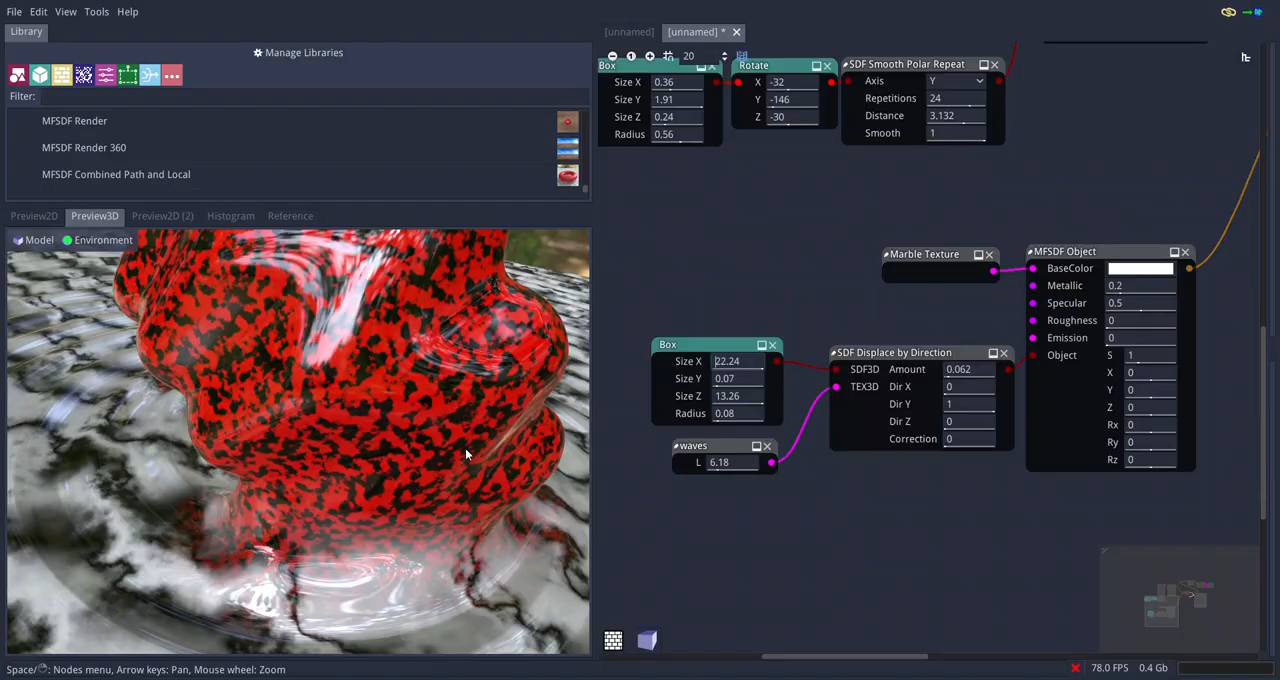 File Edit View Tools Help
Library
Manage Libraries
Filter:
MFSDF Render
MFSDF Render 360
MFSDF Combined Path and Local
Preview2D Preview3D Preview2D (2) Histogram Reference
Model Environment
[unnamed] [unnamed] *
20
Box
Size X 0.36
Size Y 1.91
Size Z 0.24
Radius 0.56
Rotate
X -32
Y -146
Z -30
SDF Smooth Polar Repeat
Axis Y
Repetitions 24
Distance 3.132
Smooth 1
Marble Texture
MFSDF Object
BaseColor
Metallic 0.2
Specular 0.5
Roughness 0
Emission 0
Object S 1
X 0
Y 0
Z 0
Rx 0
Ry 0
Rz 0
Box
Size X 22.24
Size Y 0.07
Size Z 13.26
Radius 0.08
waves
L 6.18
SDF Displace by Direction
SDF3D Amount 0.062
TEX3D Dir X 0
Dir Y 1
Dir Z 0
Correction 0
Space/ : Nodes menu, Arrow keys: Pan, Mouse wheel: Zoom
78.0 FPS 0.4 Gb